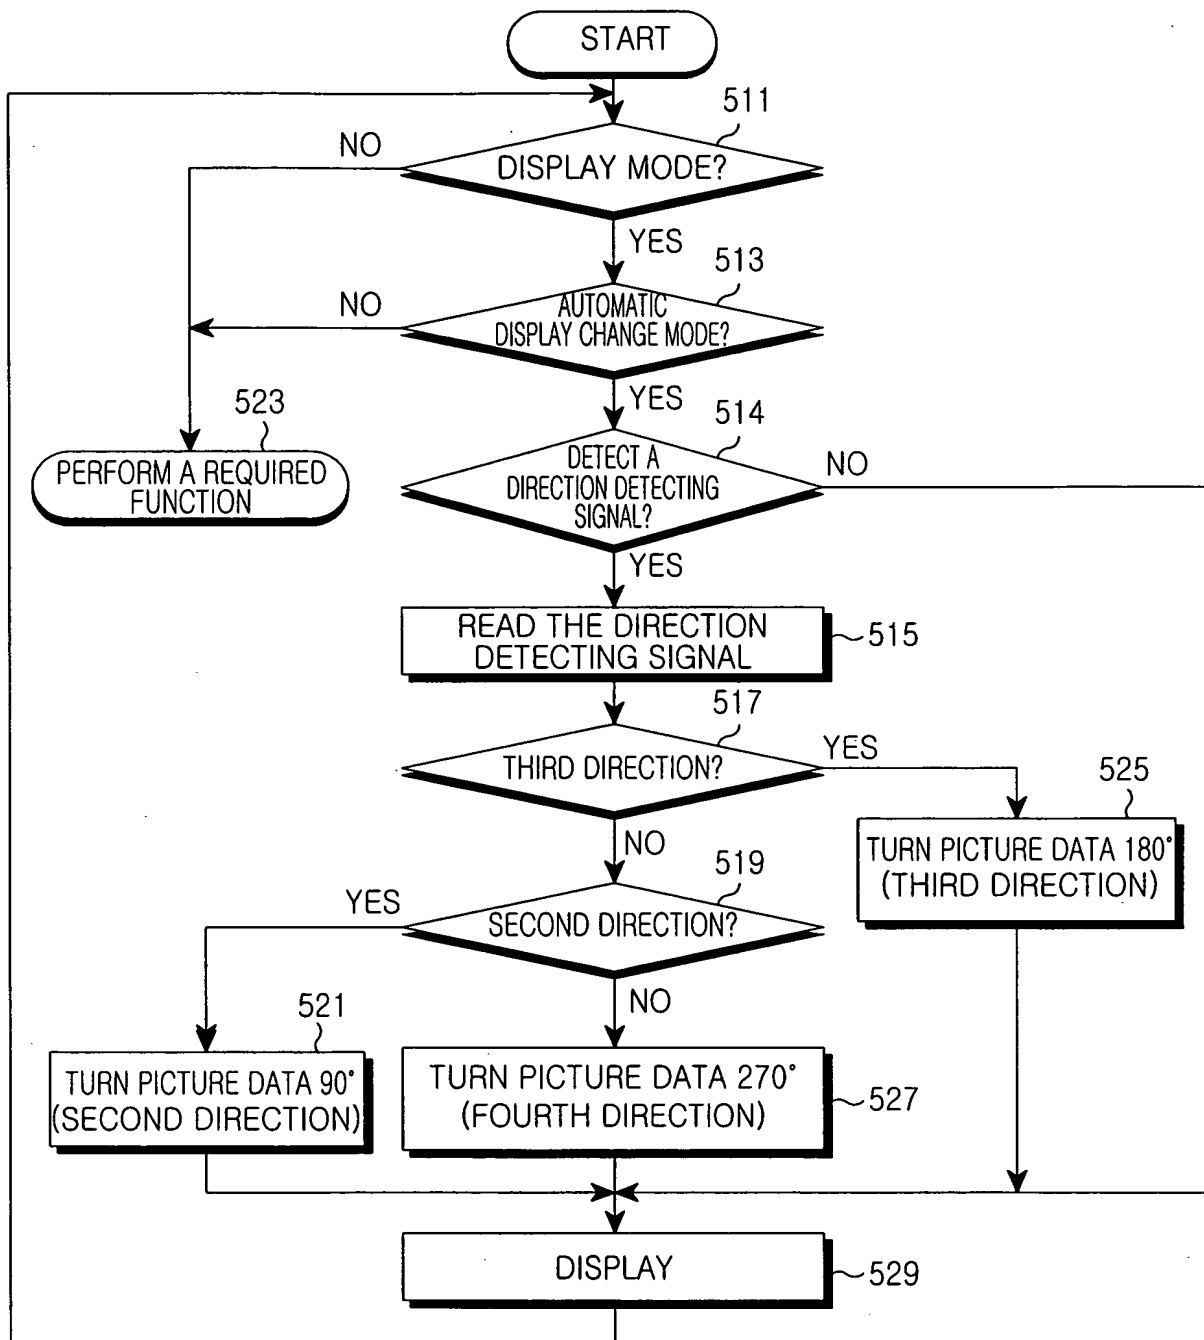 START
511
NO
DISPLAY MODE?
YES
513
NO
AUTOMATIC
DISPLAY CHANGE MODE?
YES
523
514
PERFORM A REQUIRED
FUNCTION
DETECT A
DIRECTION DETECTING
SIGNAL?
NO
YES
READ THE DIRECTION
DETECTING SIGNAL
515
517
THIRD DIRECTION?
YES
525
NO
TURN PICTURE DATA 180°
(THIRD DIRECTION)
519
YES
SECOND DIRECTION?
NO
521
TURN PICTURE DATA 90°
(SECOND DIRECTION)
TURN PICTURE DATA 270°
(FOURTH DIRECTION)
527
DISPLAY
529